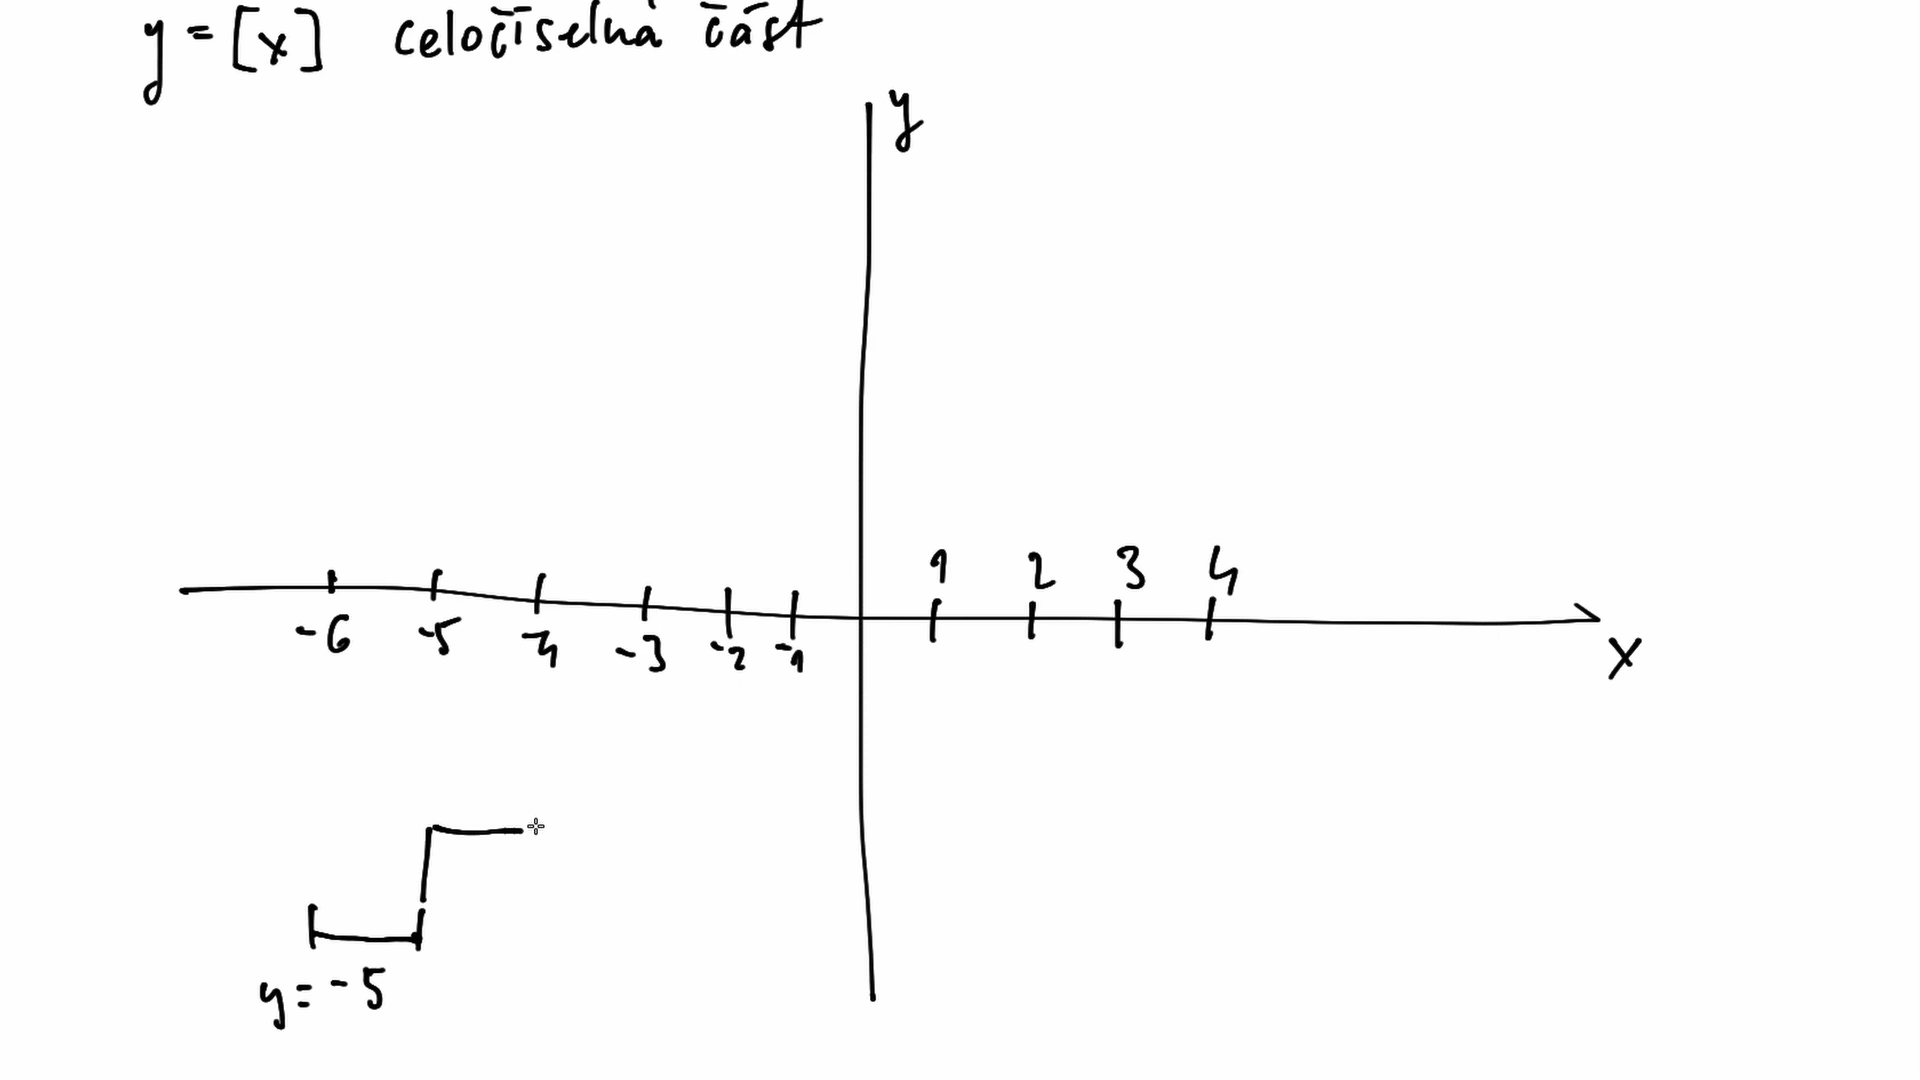 y = [x] celočíselná část
y
1 2 3 4
-6 -5 -4 -3 -2 -1
x
y = -5